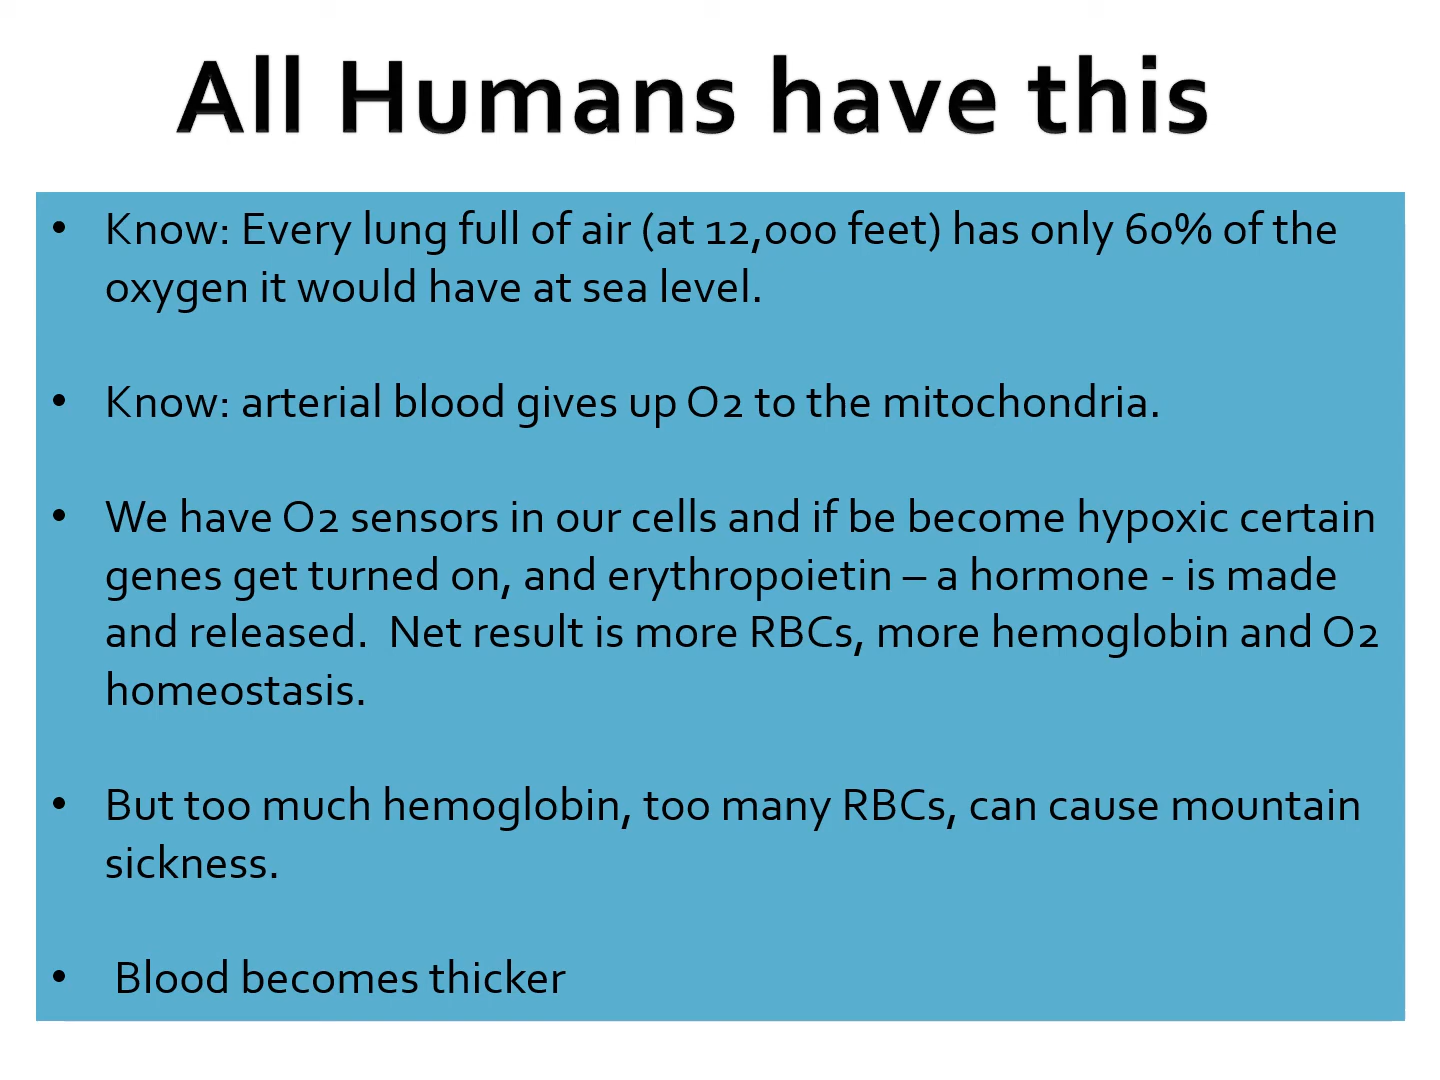 All Humans have this
• Know: Every lung full of air (at 12,000 feet) has only 60% of the
oxygen it would have at sea level.
• Know: arterial blood gives up O2 to the mitochondria.
• We have O2 sensors in our cells and if be become hypoxic certain
genes get turned on, and erythropoietin – a hormone - is made
and released.  Net result is more RBCs, more hemoglobin and O2
homeostasis.
• But too much hemoglobin, too many RBCs, can cause mountain
sickness.
• Blood becomes thicker